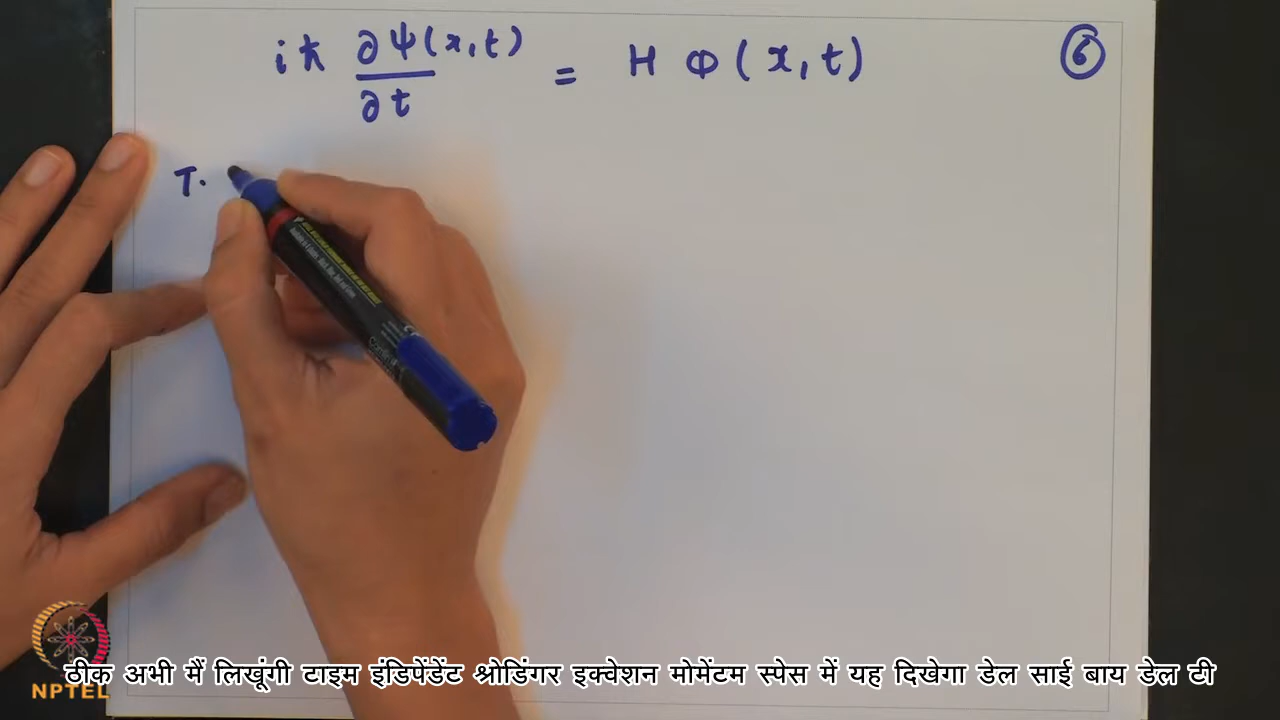 iħ ∂ψ(x,t)/∂t = H Φ(x,t) ⑥
T.
ठीक अभी मैं लिखूंगी टाइम इंडिपेंडेंट श्रोडिंगर इक्वेशन मोमेंटम स्पेस में यह दिखेगा डेल साई बाय डेल टी
NPTEL